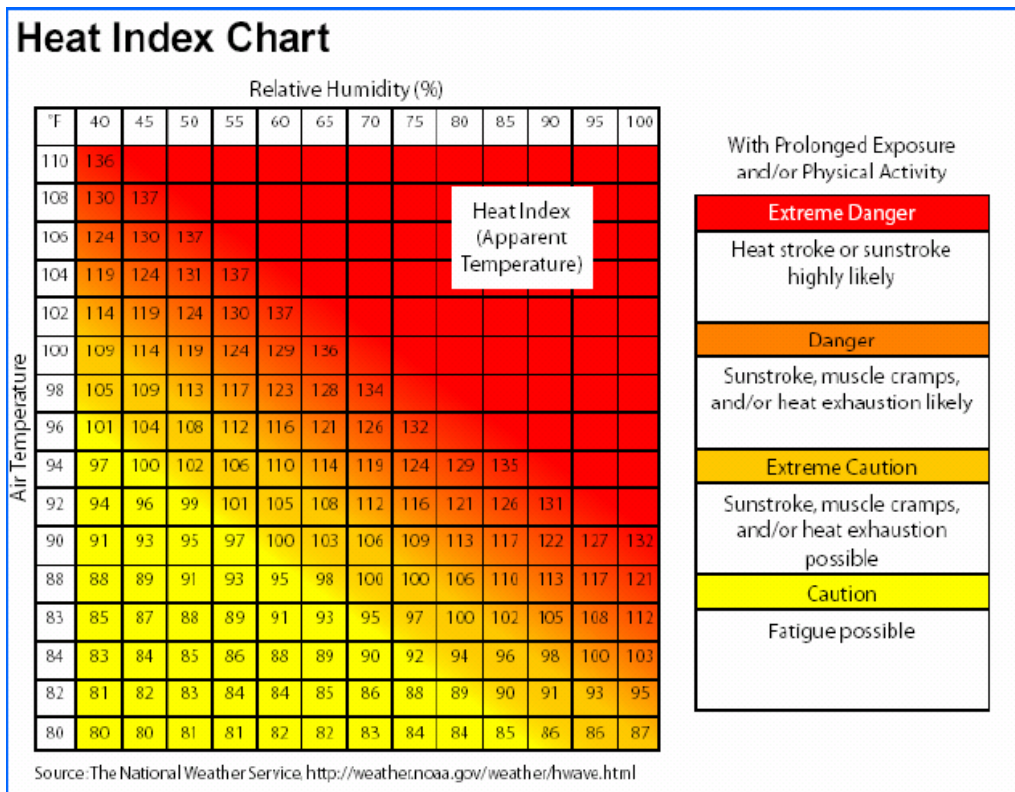 Heat Index Chart
Relative Humidity (%)
°F 40 45 50 55 60 65 70 75 80 85 90 95 100
110 136
108 130 137
106 124 130 137
104 119 124 131 137
102 114 119 124 130 137
100 109 114 119 124 129 136
98 105 109 113 117 123 128 134
96 101 104 108 112 116 121 126 132
94 97 100 102 106 110 114 119 124 129 135
92 94 96 99 101 105 108 112 116 121 126 131
90 91 93 95 97 100 103 106 109 113 117 122 127 132
88 88 89 91 93 95 98 100 100 106 110 113 117 121
83 85 87 88 89 91 93 95 97 100 102 105 108 112
84 83 84 85 86 88 89 90 92 94 96 98 100 103
82 81 82 83 84 84 85 86 88 89 90 91 93 95
80 80 80 81 81 82 82 83 84 84 85 86 86 87
Air Temperature
Heat Index
(Apparent
Temperature)
Source: The National Weather Service, http://weather.noaa.gov/weather/hwave.html
With Prolonged Exposure
and/or Physical Activity
Extreme Danger
Heat stroke or sunstroke
highly likely
Danger
Sunstroke, muscle cramps,
and/or heat exhaustion likely
Extreme Caution
Sunstroke, muscle cramps,
and/or heat exhaustion
possible
Caution
Fatigue possible